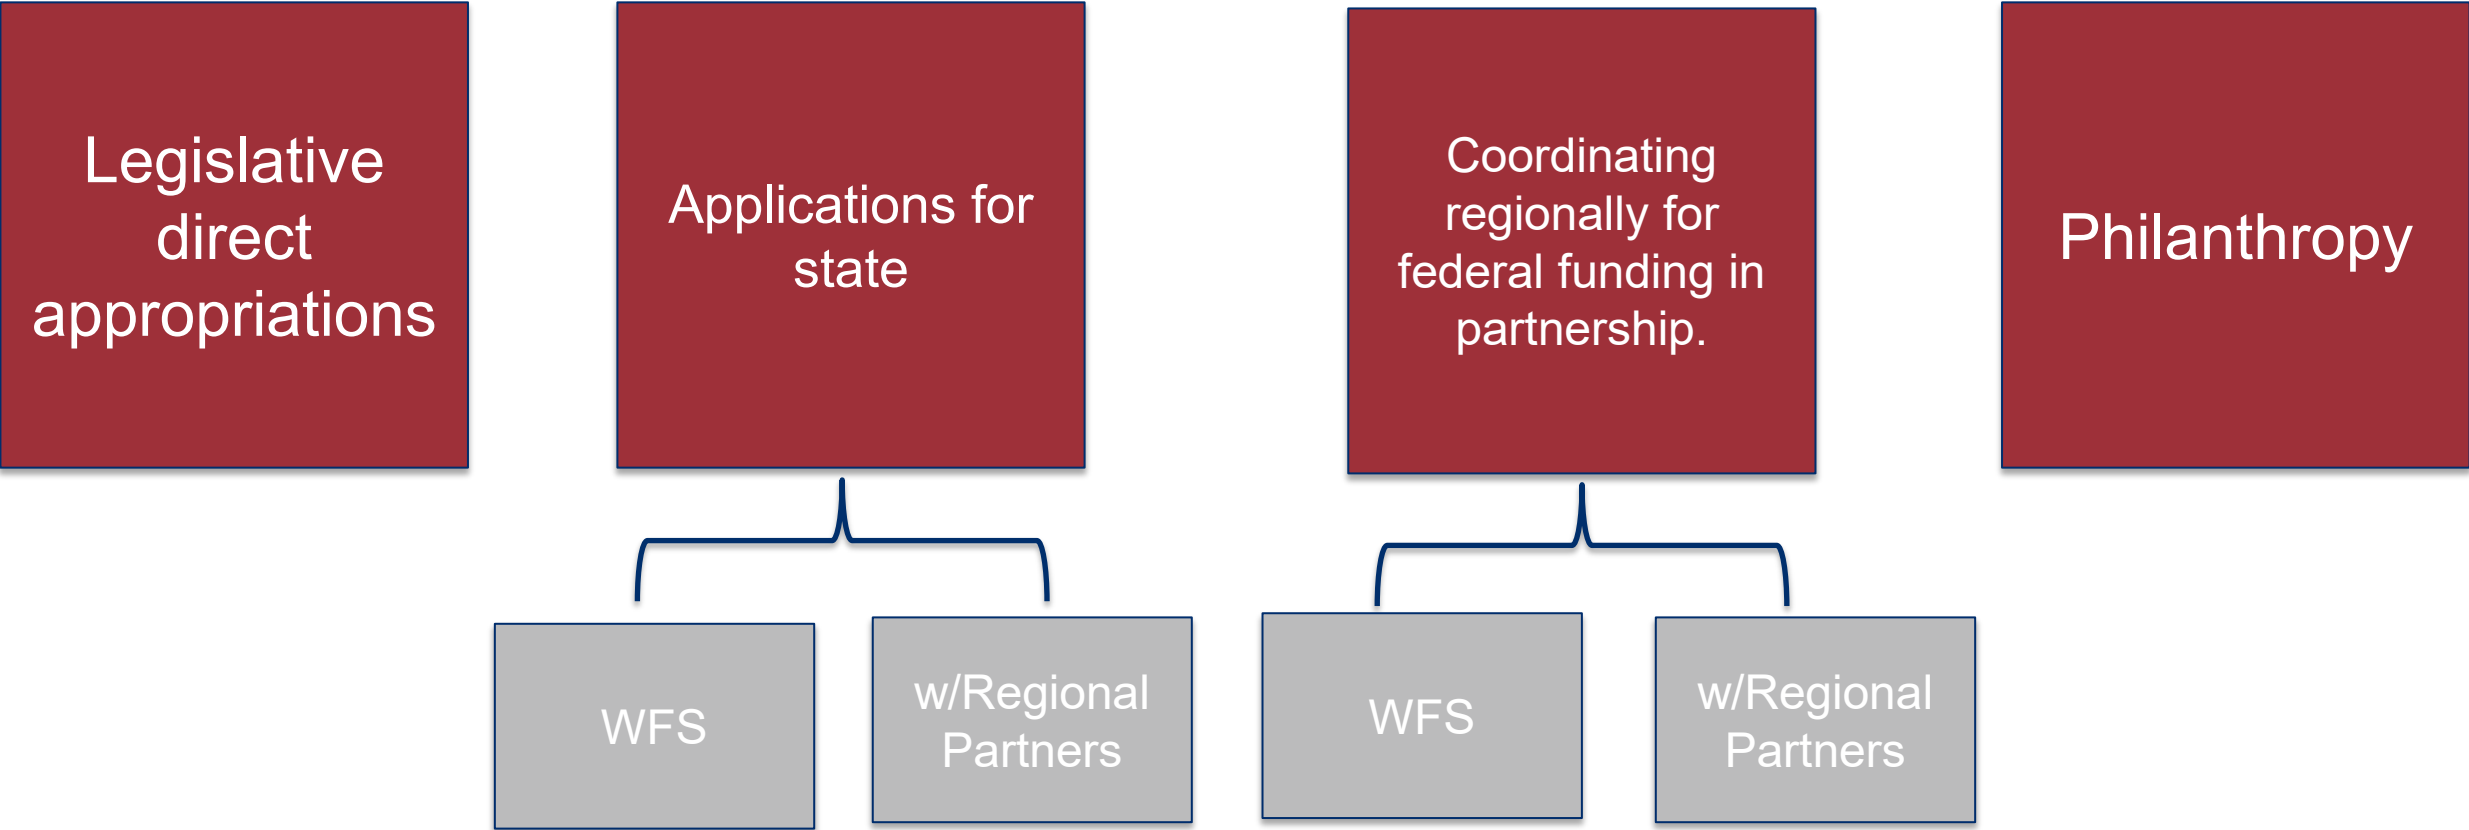 Legislative
direct
appropriations
Applications for
state
Coordinating
regionally for
federal funding in
partnership.
Philanthropy
WFS
w/Regional
Partners
WFS
w/Regional
Partners